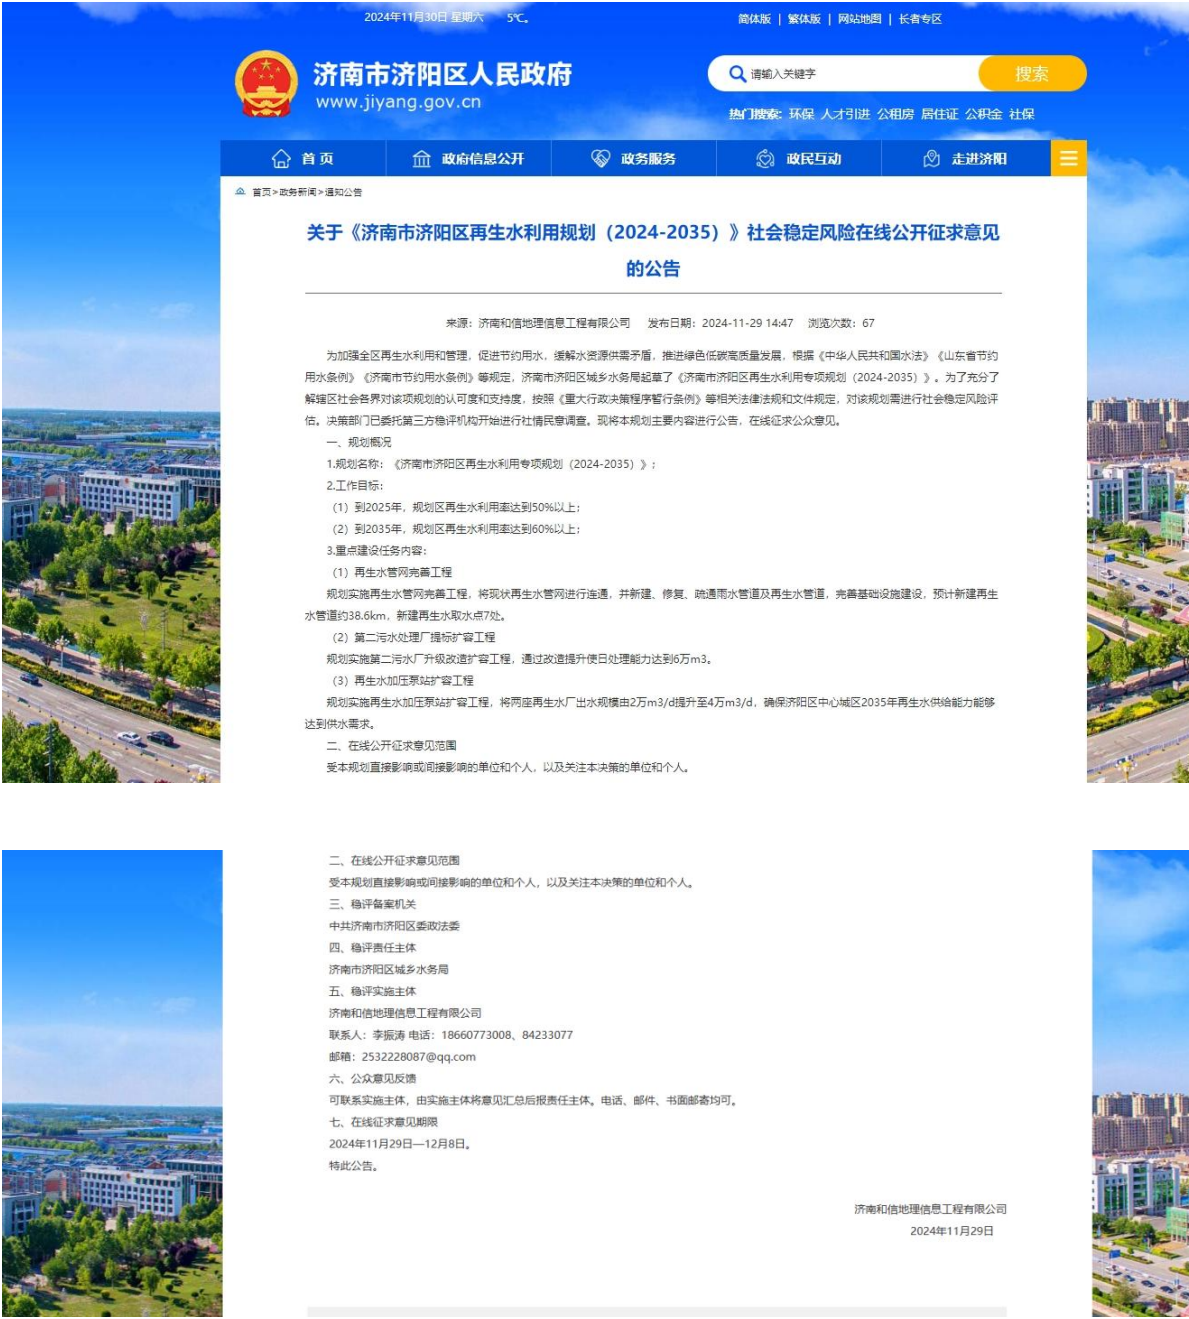 2024年11月30日 星期六 5℃。
简体版 | 繁体版 | 网站地图 | 长者专区
济南市济阳区人民政府
www.jiyang.gov.cn
请输入关键字
搜索
热门搜索: 环保 人才引进 公租房 居住证 公积金 社保
首 页
政府信息公开
政务服务
政民互动
走进济阳
首页>政务新闻>通知公告
关于《济南市济阳区再生水利用规划（2024-2035）》社会稳定风险在线公开征求意见
的公告
来源：济南和信地理信息工程有限公司 发布日期：2024-11-29 14:47 浏览次数：67
为加强全区再生水利用和管理，促进节约用水，缓解水资源供需矛盾，推进绿色低碳高质量发展，根据《中华人民共和国水法》《山东省节约
用水条例》《济南市节约用水条例》等规定，济南市济阳区城乡水务局起草了《济南市济阳区再生水利用专项规划（2024-2035）》。为了充分了
解辖区社会各界对该项规划的认可度和支持度，按照《重大行政决策程序暂行条例》等相关法律法规和文件规定，对该规划需进行社会稳定风险评
估。决策部门已委托第三方稳评机构开始进行社情民意调查。现将本规划主要内容进行公告，在线征求公众意见。
一、规划概况
1.规划名称：《济南市济阳区再生水利用专项规划（2024-2035）》；
2.工作目标：
（1）到2025年，规划区再生水利用率达到50%以上；
（2）到2035年，规划区再生水利用率达到60%以上；
3.重点建设任务内容：
（1）再生水管网完善工程
规划实施再生水管网完善工程，将现状再生水管网进行连通，并新建、修复、疏通雨水管道及再生水管道，完善基础设施建设，预计新建再生
水管道约38.6km，新建再生水取水点7处。
（2）第二污水处理厂提标扩容工程
规划实施第二污水厂升级改造扩容工程，通过改造提升使日处理能力达到6万m3。
（3）再生水加压泵站扩容工程
规划实施再生水加压泵站扩容工程，将两座再生水厂出水规模由2万m3/d提升至4万m3/d，确保济阳区中心城区2035年再生水供给能力能够
达到供水需求。
二、在线公开征求意见范围
受本规划直接影响或间接影响的单位和个人，以及关注本决策的单位和个人。
二、在线公开征求意见范围
受本规划直接影响或间接影响的单位和个人，以及关注本决策的单位和个人。
三、稳评备案机关
中共济南市济阳区委政法委
四、稳评责任主体
济南市济阳区城乡水务局
五、稳评实施主体
济南和信地理信息工程有限公司
联系人：李振涛 电话：18660773008、84233077
邮箱：2532228087@qq.com
六、公众意见反馈
可联系实施主体，由实施主体将意见汇总后报责任主体。电话、邮件、书面邮寄均可。
七、在线征求意见期限
2024年11月29日—12月8日。
特此公告。
济南和信地理信息工程有限公司
2024年11月29日